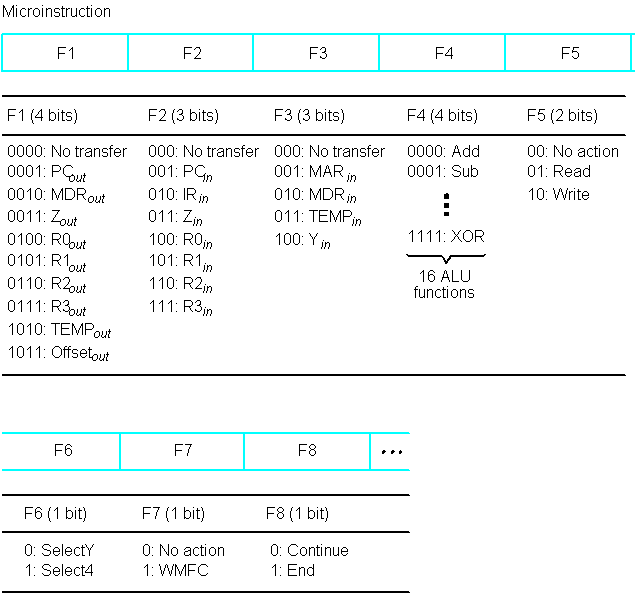 Microinstruction
F1 F2 F3 F4 F5
F1 (4 bits) F2 (3 bits) F3 (3 bits) F4 (4 bits) F5 (2 bits)
0000: No transfer 000: No transfer 000: No transfer 0000: Add 00: No action
0001: PCout 001: PCin 001: MARin 0001: Sub 01: Read
0010: MDRout 010: IRin 010: MDRin 10: Write
0011: Zout 011: Zin 011: TEMPin
0100: R0out 100: R0in 100: Yin 1111: XOR
0101: R1out 101: R1in
0110: R2out 110: R2in 16 ALU
0111: R3out 111: R3in functions
1010: TEMPout
1011: Offsetout
F6 F7 F8 ...
F6 (1 bit) F7 (1 bit) F8 (1 bit)
0: SelectY 0: No action 0: Continue
1: Select4 1: WMFC 1: End